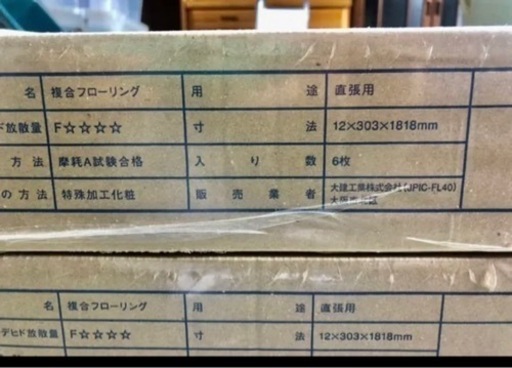 名 複合フローリング 用途 直張用
ド放散量 F☆☆☆☆ 寸法 12×303×1818mm
方法 摩耗A試験合格 入り数 6枚
の方法 特殊加工化粧 販売業者 大建工業株式会社(JPIC-FL40)
大阪
名 複合フローリング 用途 直張用
デヒド放散量 F☆☆☆☆ 寸法 12×303×1818mm